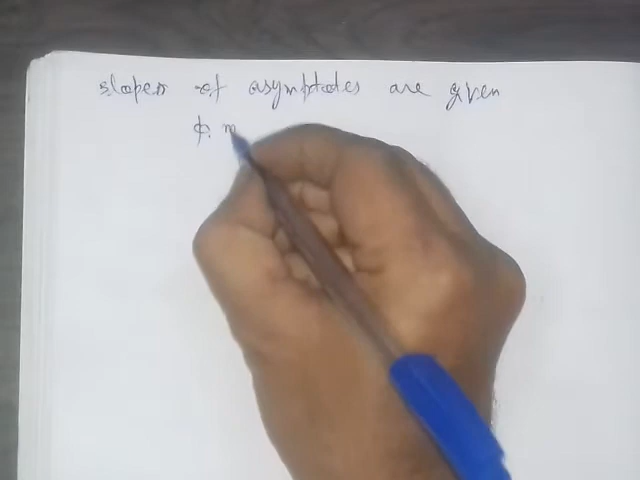 slopes of asymptotes are given
ϕ m